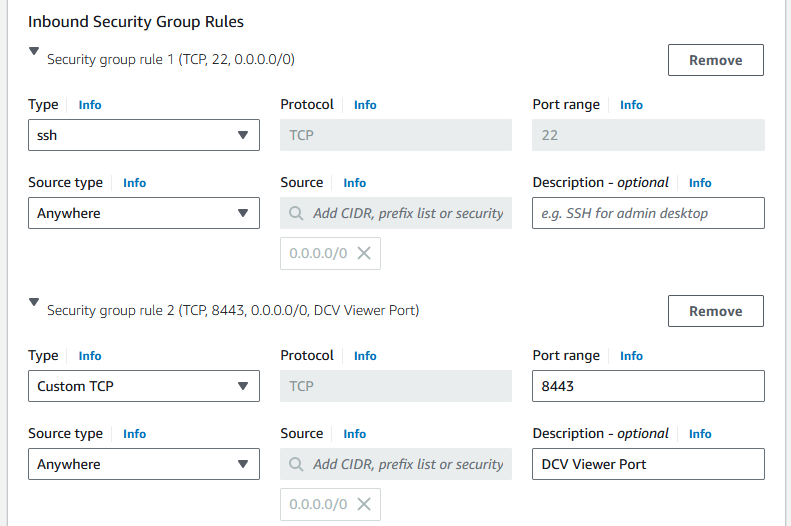 Inbound Security Group Rules
Security group rule 1 (TCP, 22, 0.0.0.0/0)
Remove
Type Info Protocol Info Port range Info
ssh TCP 22
Source type Info Source Info Description - optional Info
Anywhere Add CIDR, prefix list or security e.g. SSH for admin desktop
0.0.0.0/0
Security group rule 2 (TCP, 8443, 0.0.0.0/0, DCV Viewer Port)
Remove
Type Info Protocol Info Port range Info
Custom TCP TCP 8443
Source type Info Source Info Description - optional Info
Anywhere Add CIDR, prefix list or security DCV Viewer Port
0.0.0.0/0